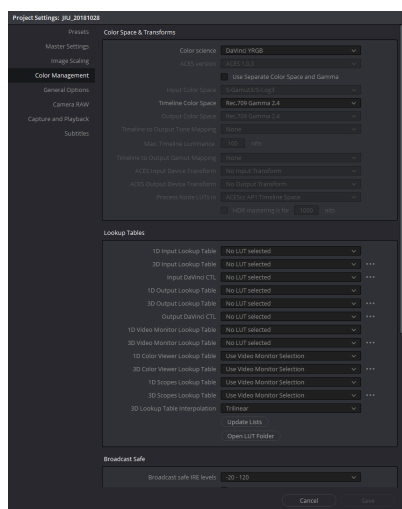 Project Settings: JIU_20181028
Presets
Master Settings
Image Scaling
Color Management
General Options
Camera RAW
Capture and Playback
Subtitles
Color Space & Transforms
Color science DaVinci YRGB
ACES version ACES 1.0.3
Use Separate Color Space and Gamma
Input Color Space S-Gamut3/S-Log3
Timeline Color Space Rec.709 Gamma 2.4
Output Color Space Rec.709 Gamma 2.4
Timeline to Output Tone Mapping None
Max. Timeline Luminance 100 nits
Timeline to Output Gamut Mapping None
ACES Input Device Transform No Input Transform
ACES Output Device Transform No Output Transform
Process Node LUTs in ACEScc AP1 Timeline Space
HDR mastering is for 1000 nits
Lookup Tables
1D Input Lookup Table No LUT selected
3D Input Lookup Table No LUT selected
Input DaVinci CTL No LUT selected
1D Output Lookup Table No LUT selected
3D Output Lookup Table No LUT selected
Output DaVinci CTL No LUT selected
1D Video Monitor Lookup Table No LUT selected
3D Video Monitor Lookup Table No LUT selected
1D Color Viewer Lookup Table Use Video Monitor Selection
3D Color Viewer Lookup Table Use Video Monitor Selection
1D Scopes Lookup Table Use Video Monitor Selection
3D Scopes Lookup Table Use Video Monitor Selection
3D Lookup Table Interpolation Trilinear
Update Lists
Open LUT Folder
Broadcast Safe
Broadcast safe IRE levels -20 - 120
Cancel
Save